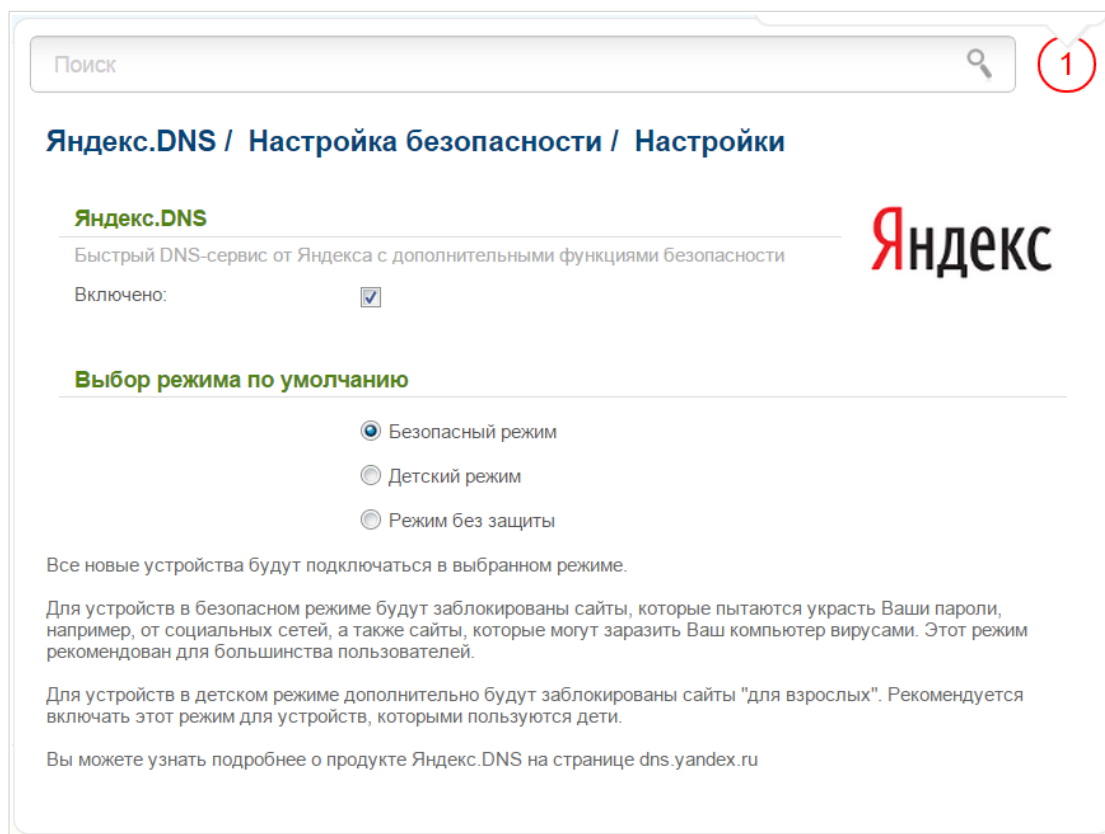 Поиск
1
Яндекс.DNS / Настройка безопасности / Настройки
Яндекс.DNS
Яндекс
Быстрый DNS-сервис от Яндекса с дополнительными функциями безопасности
Включено:
Выбор режима по умолчанию
Безопасный режим
Детский режим
Режим без защиты
Все новые устройства будут подключаться в выбранном режиме.
Для устройств в безопасном режиме будут заблокированы сайты, которые пытаются украсть Ваши пароли,
например, от социальных сетей, а также сайты, которые могут заразить Ваш компьютер вирусами. Этот режим
рекомендован для большинства пользователей.
Для устройств в детском режиме дополнительно будут заблокированы сайты "для взрослых". Рекомендуется
включать этот режим для устройств, которыми пользуются дети.
Вы можете узнать подробнее о продукте Яндекс.DNS на странице dns.yandex.ru